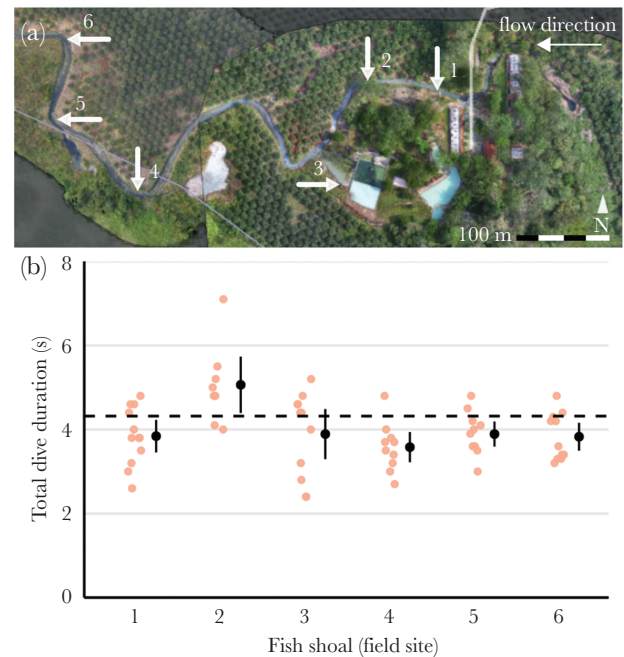 (a)
flow direction
6
2
1
5
3
4
N
100 m
(b)
8
6
4
2
0
Total dive duration (s)
1 2 3 4 5 6
Fish shoal (field site)